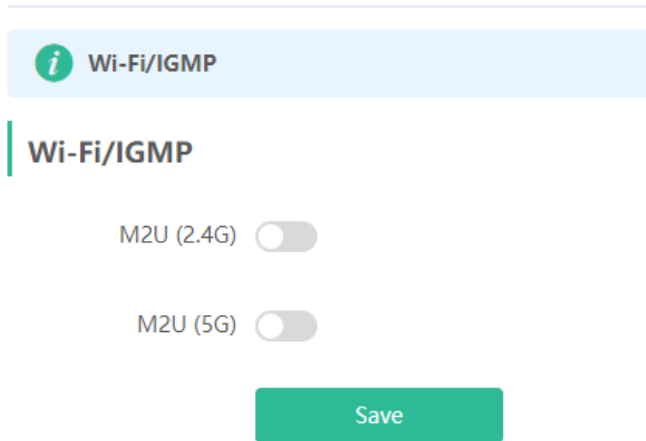 Wi-Fi/IGMP
Wi-Fi/IGMP
M2U (2.4G)
M2U (5G)
Save